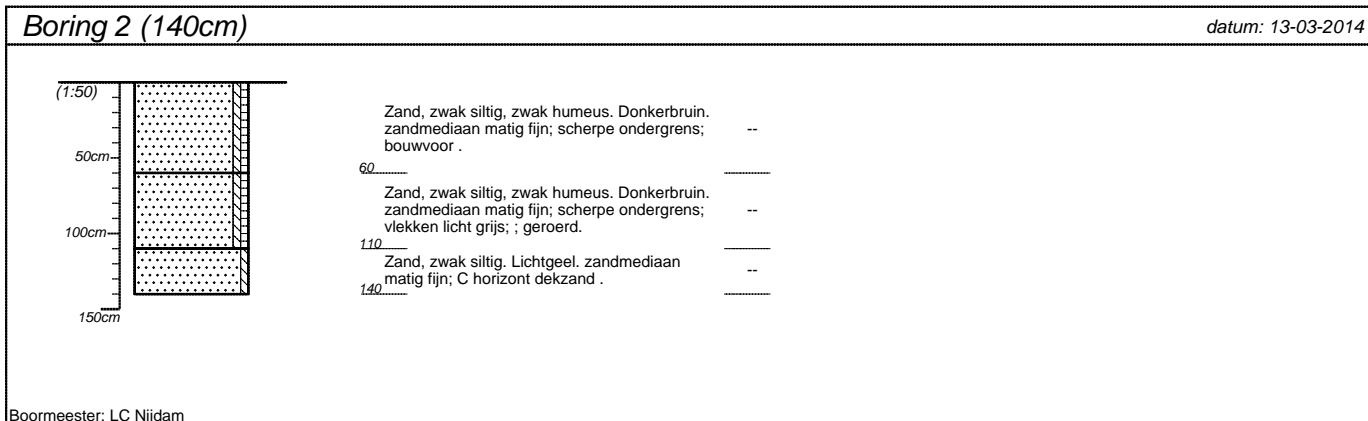 Boring 2 (140cm)
datum: 13-03-2014
(1:50)
50cm
100cm
150cm
Zand, zwak siltig, zwak humeus. Donkerbruin.
zandmediaan matig fijn; scherpe ondergrens;
bouwvoor .
--
60
Zand, zwak siltig, zwak humeus. Donkerbruin.
zandmediaan matig fijn; scherpe ondergrens;
vlekken licht grijs; ; geroerd.
--
110
Zand, zwak siltig. Lichtgeel. zandmediaan
matig fijn; C horizont dekzand .
--
140
Boormeester: LC Nijdam